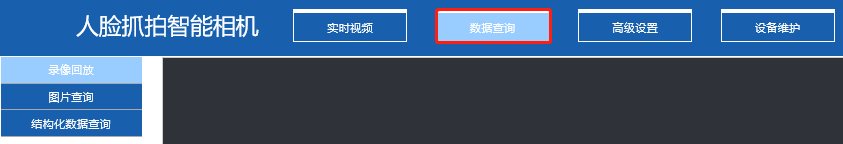 人脸抓拍智能相机
实时视频
数据查询
高级设置
设备维护
录像回放
图片查询
结构化数据查询